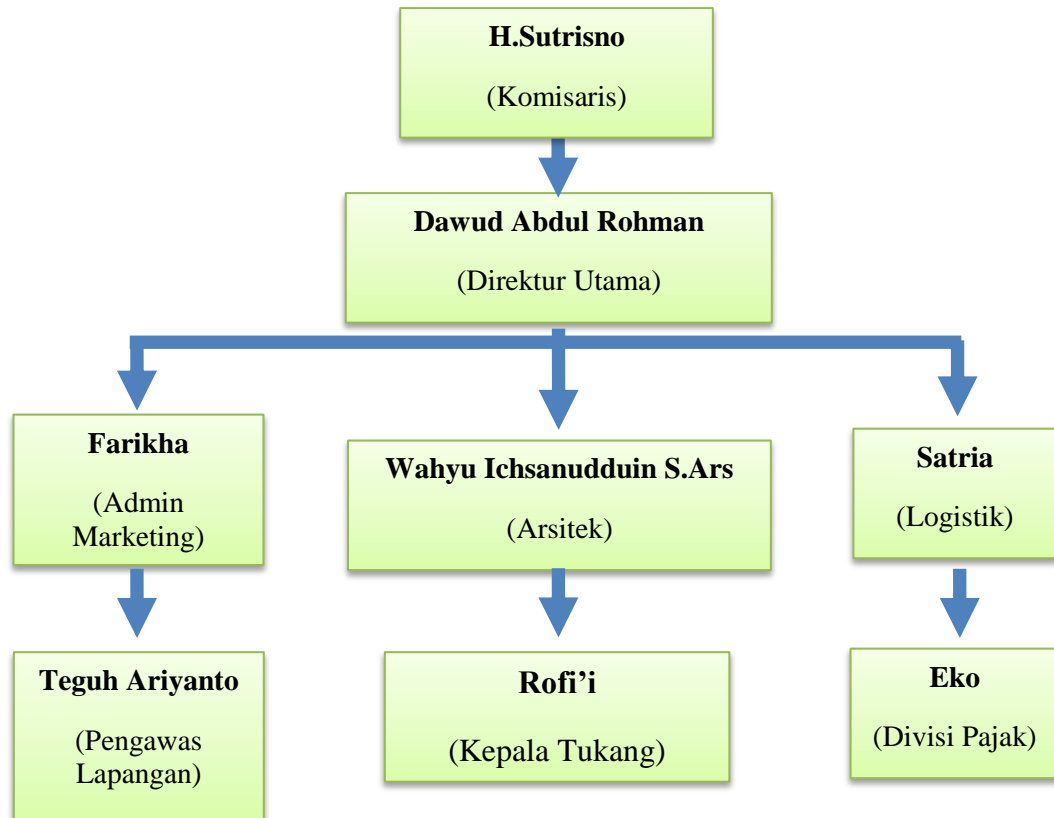 H.Sutrisno
(Komisaris)
Dawud Abdul Rohman
(Direktur Utama)
Farikha
(Admin
Marketing)
Wahyu Ichsanudduin S.Ars
(Arsitek)
Satria
(Logistik)
Teguh Ariyanto
(Pengawas
Lapangan)
Rofi’i
(Kepala Tukang)
Eko
(Divisi Pajak)